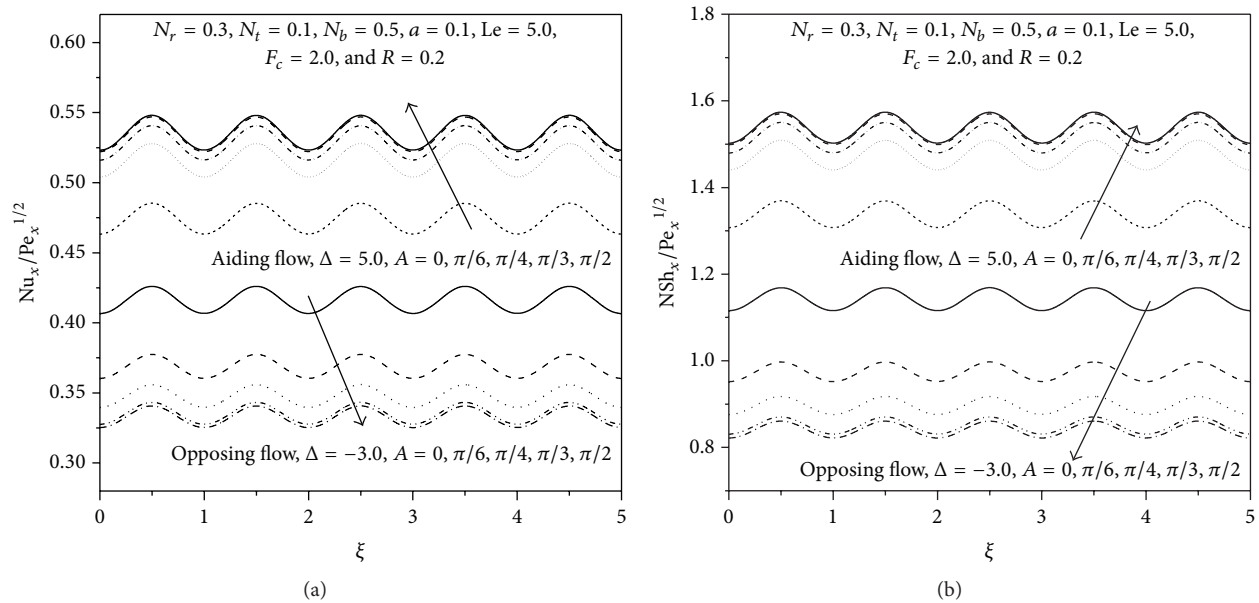 N_r = 0.3, N_t = 0.1, N_b = 0.5, a = 0.1, Le = 5.0,
F_c = 2.0, and R = 0.2
0.60
0.55
0.50
0.45
0.40
0.35
0.30
Nu_x/Pe_x^{1/2}
Aiding flow, Δ = 5.0, A = 0, π/6, π/4, π/3, π/2
Opposing flow, Δ = −3.0, A = 0, π/6, π/4, π/3, π/2
0 1 2 3 4 5
ξ
(a)
N_r = 0.3, N_t = 0.1, N_b = 0.5, a = 0.1, Le = 5.0,
F_c = 2.0, and R = 0.2
1.8
1.6
1.4
1.2
1.0
0.8
NSh_x/Pe_x^{1/2}
Aiding flow, Δ = 5.0, A = 0, π/6, π/4, π/3, π/2
Opposing flow, Δ = −3.0, A = 0, π/6, π/4, π/3, π/2
0 1 2 3 4 5
ξ
(b)